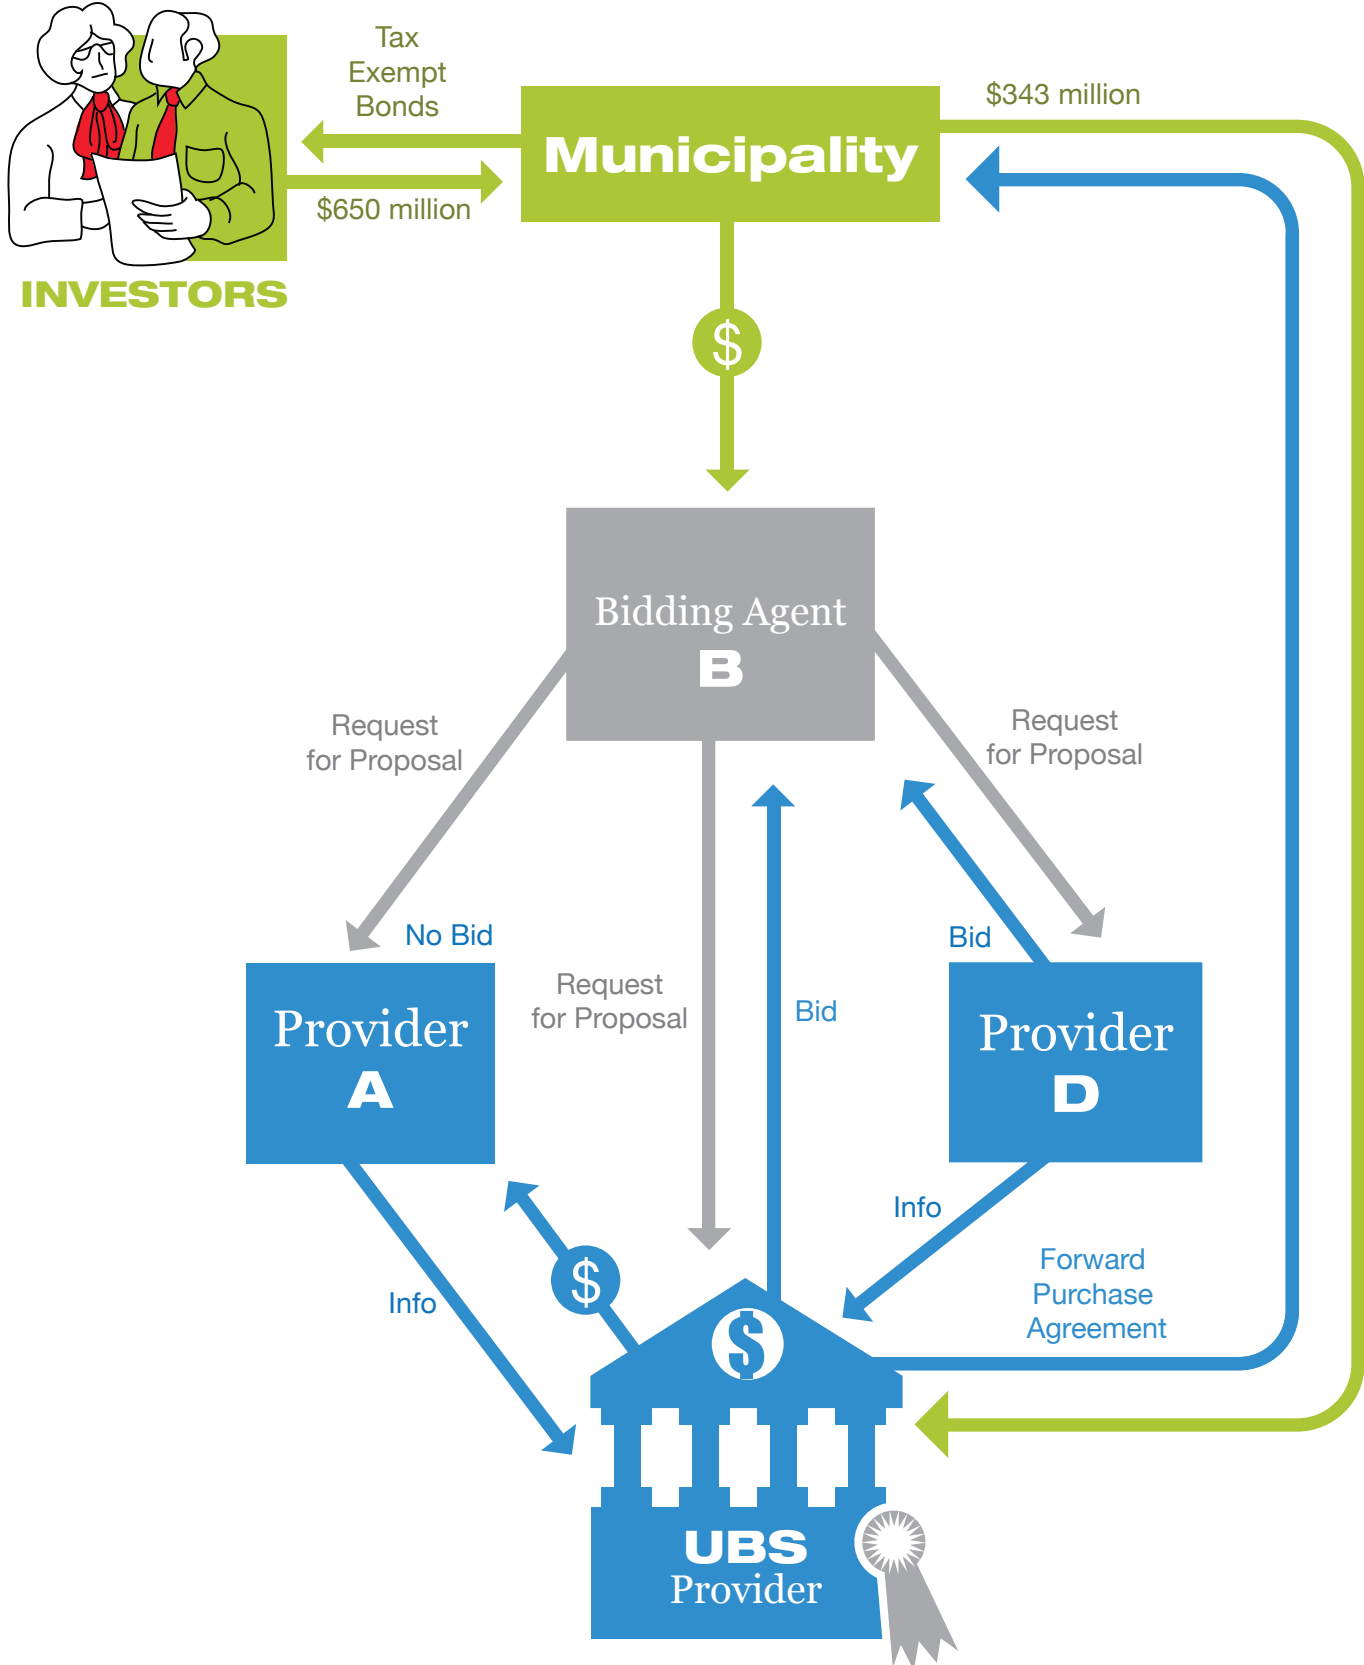 Tax
Exempt
Bonds
$343 million
Municipality
$650 million
INVESTORS
$
Bidding Agent
B
Request
for Proposal
Request
for Proposal
No Bid
Bid
Request
for Proposal
Bid
Provider
A
Provider
D
Info
Info
$
Forward
Purchase
Agreement
$
UBS
Provider